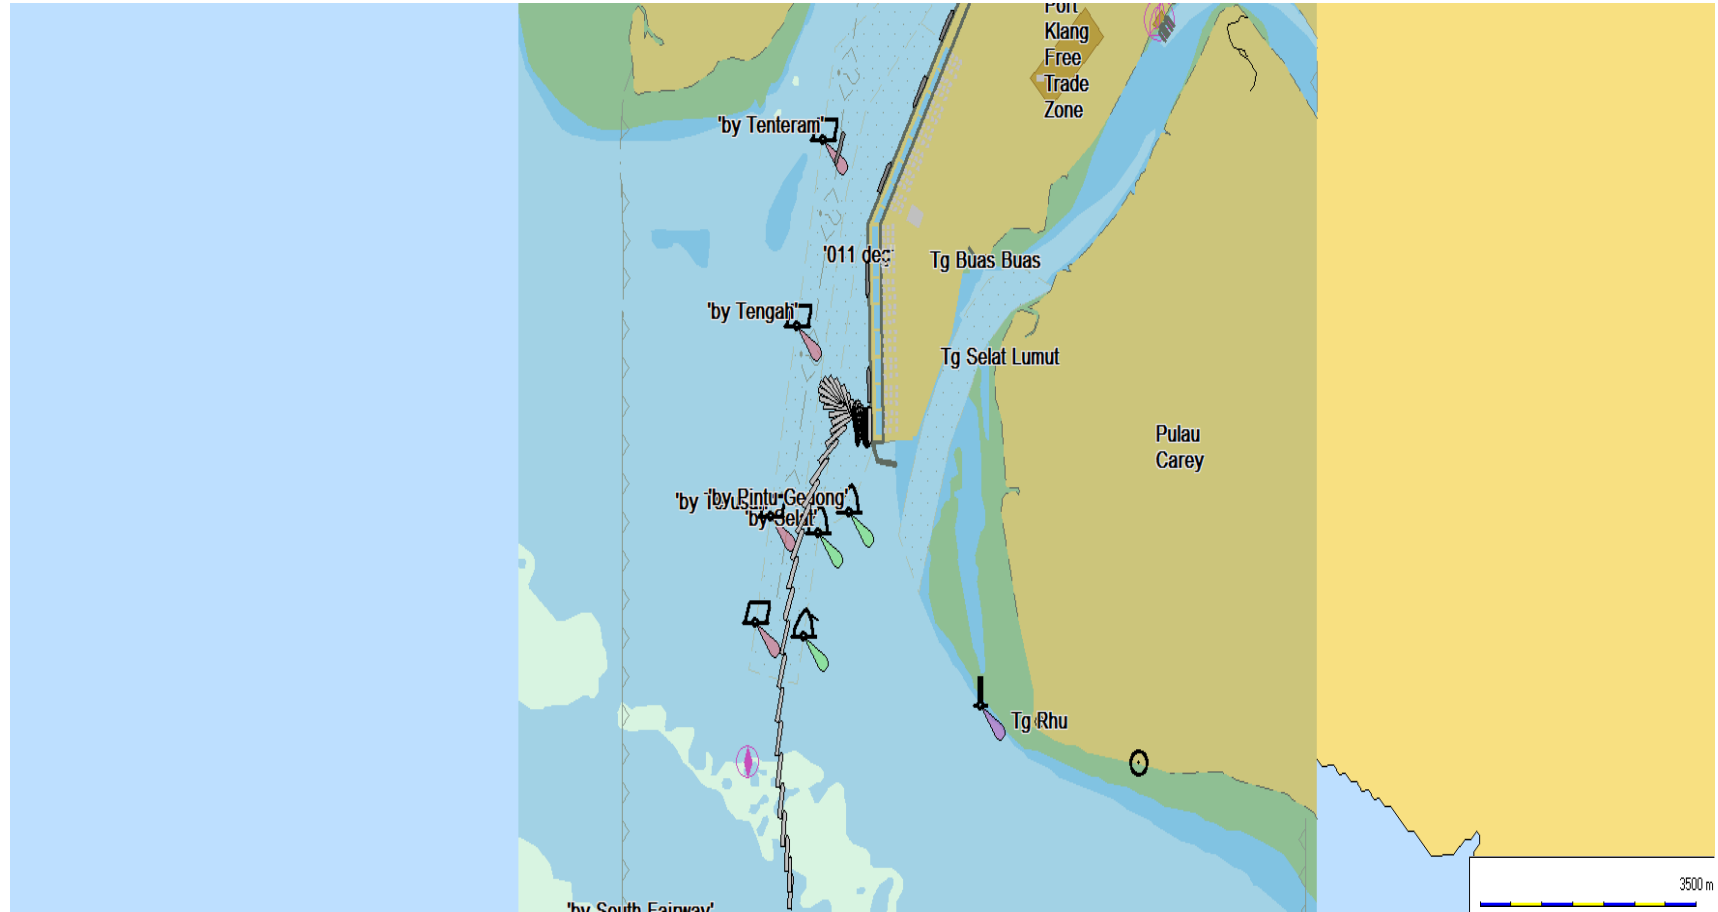 Port
Klang
Free
Trade
Zone
'by Tenteram'
'011 deg'
Tg Buas Buas
'by Tengah'
Tg Selat Lumut
Pulau
Carey
'by Pintu Gedong'
'by Selat'
Tg Rhu
3500 m
'by South Fairway'